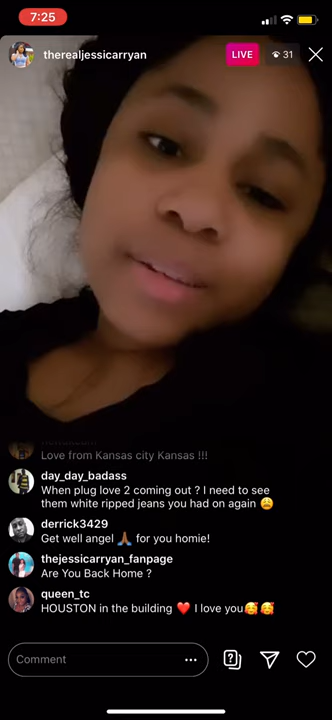 7:25
therealjessicarryan
LIVE
31
Love from Kansas city Kansas !!!
day_day_badass
When plug love 2 coming out ? I need to see
them white ripped jeans you had on again 😩
derrick3429
Get well angel 🙏🏾 for you homie!
thejessicarryan_fanpage
Are You Back Home ?
queen_tc
HOUSTON in the building ❤️ I love you🥰🥰
Comment